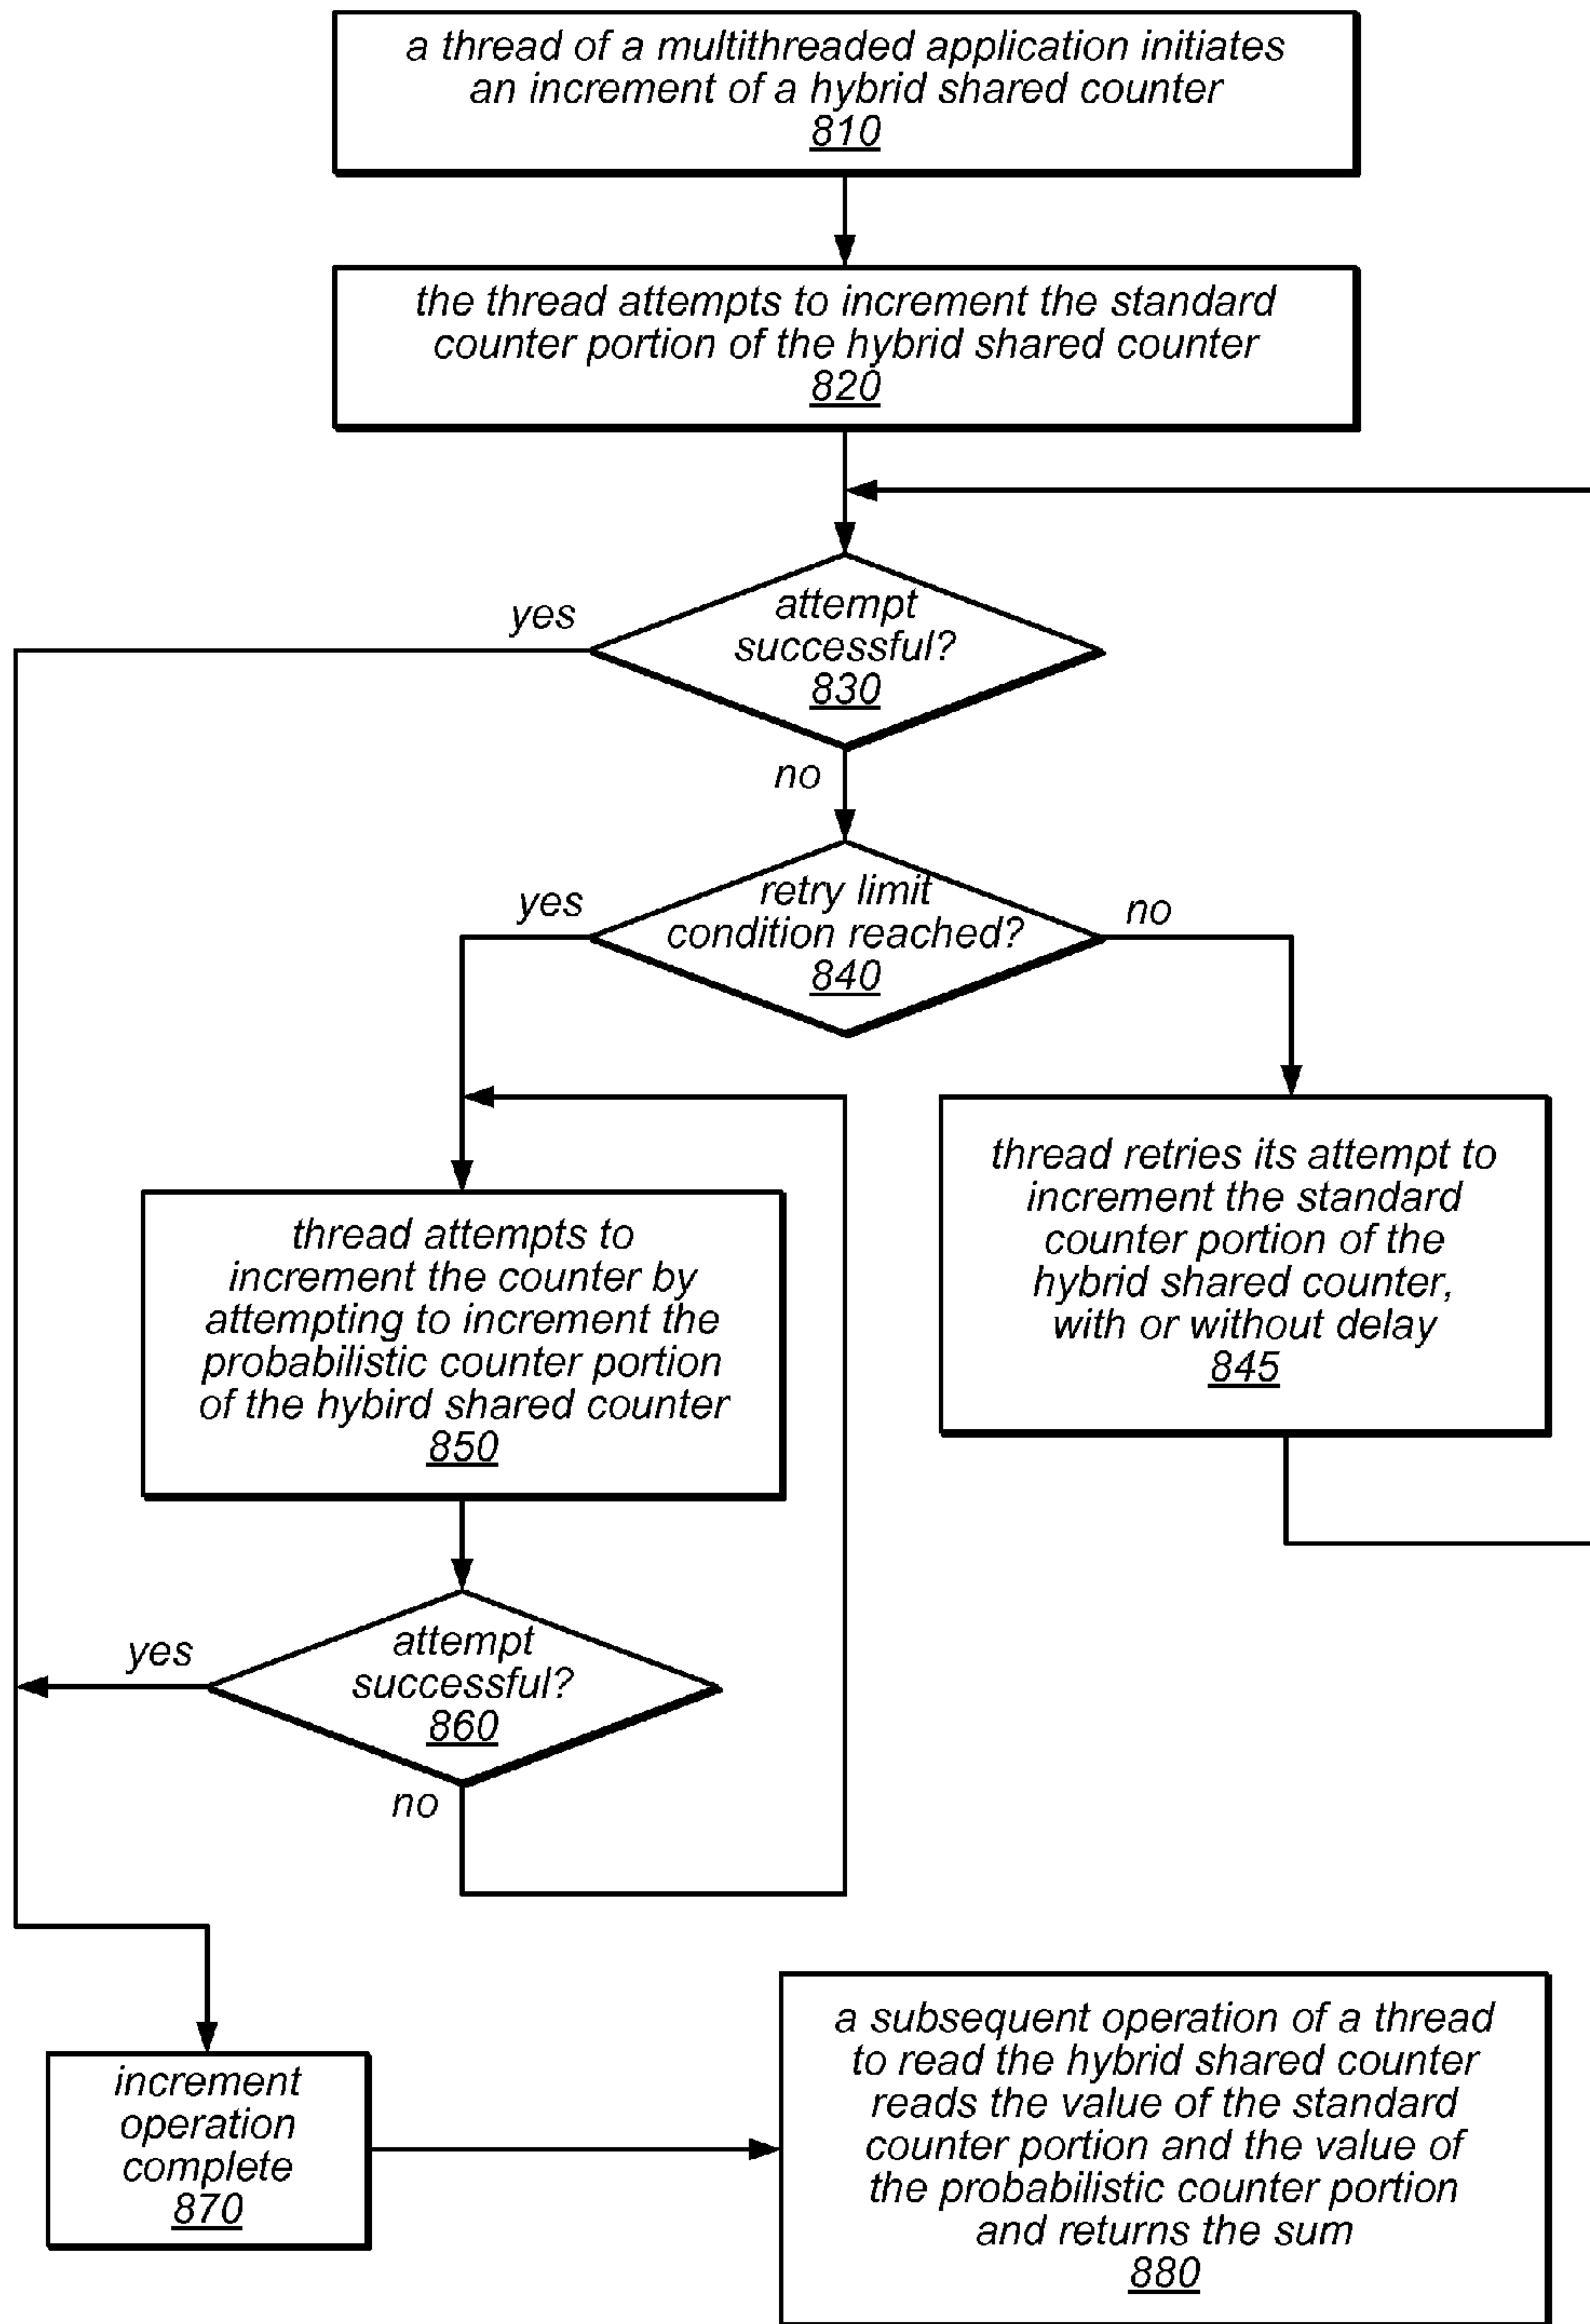 a thread of a multithreaded application initiates
an increment of a hybrid shared counter
810
the thread attempts to increment the standard
counter portion of the hybrid shared counter
820
yes
attempt
successful?
830
no
yes
retry limit
condition reached?
840
no
thread attempts to
increment the counter by
attempting to increment the
probabilistic counter portion
of the hybird shared counter
850
thread retries its attempt to
increment the standard
counter portion of the
hybrid shared counter,
with or without delay
845
yes
attempt
successful?
860
no
increment
operation
complete
870
a subsequent operation of a thread
to read the hybrid shared counter
reads the value of the standard
counter portion and the value of
the probabilistic counter portion
and returns the sum
880